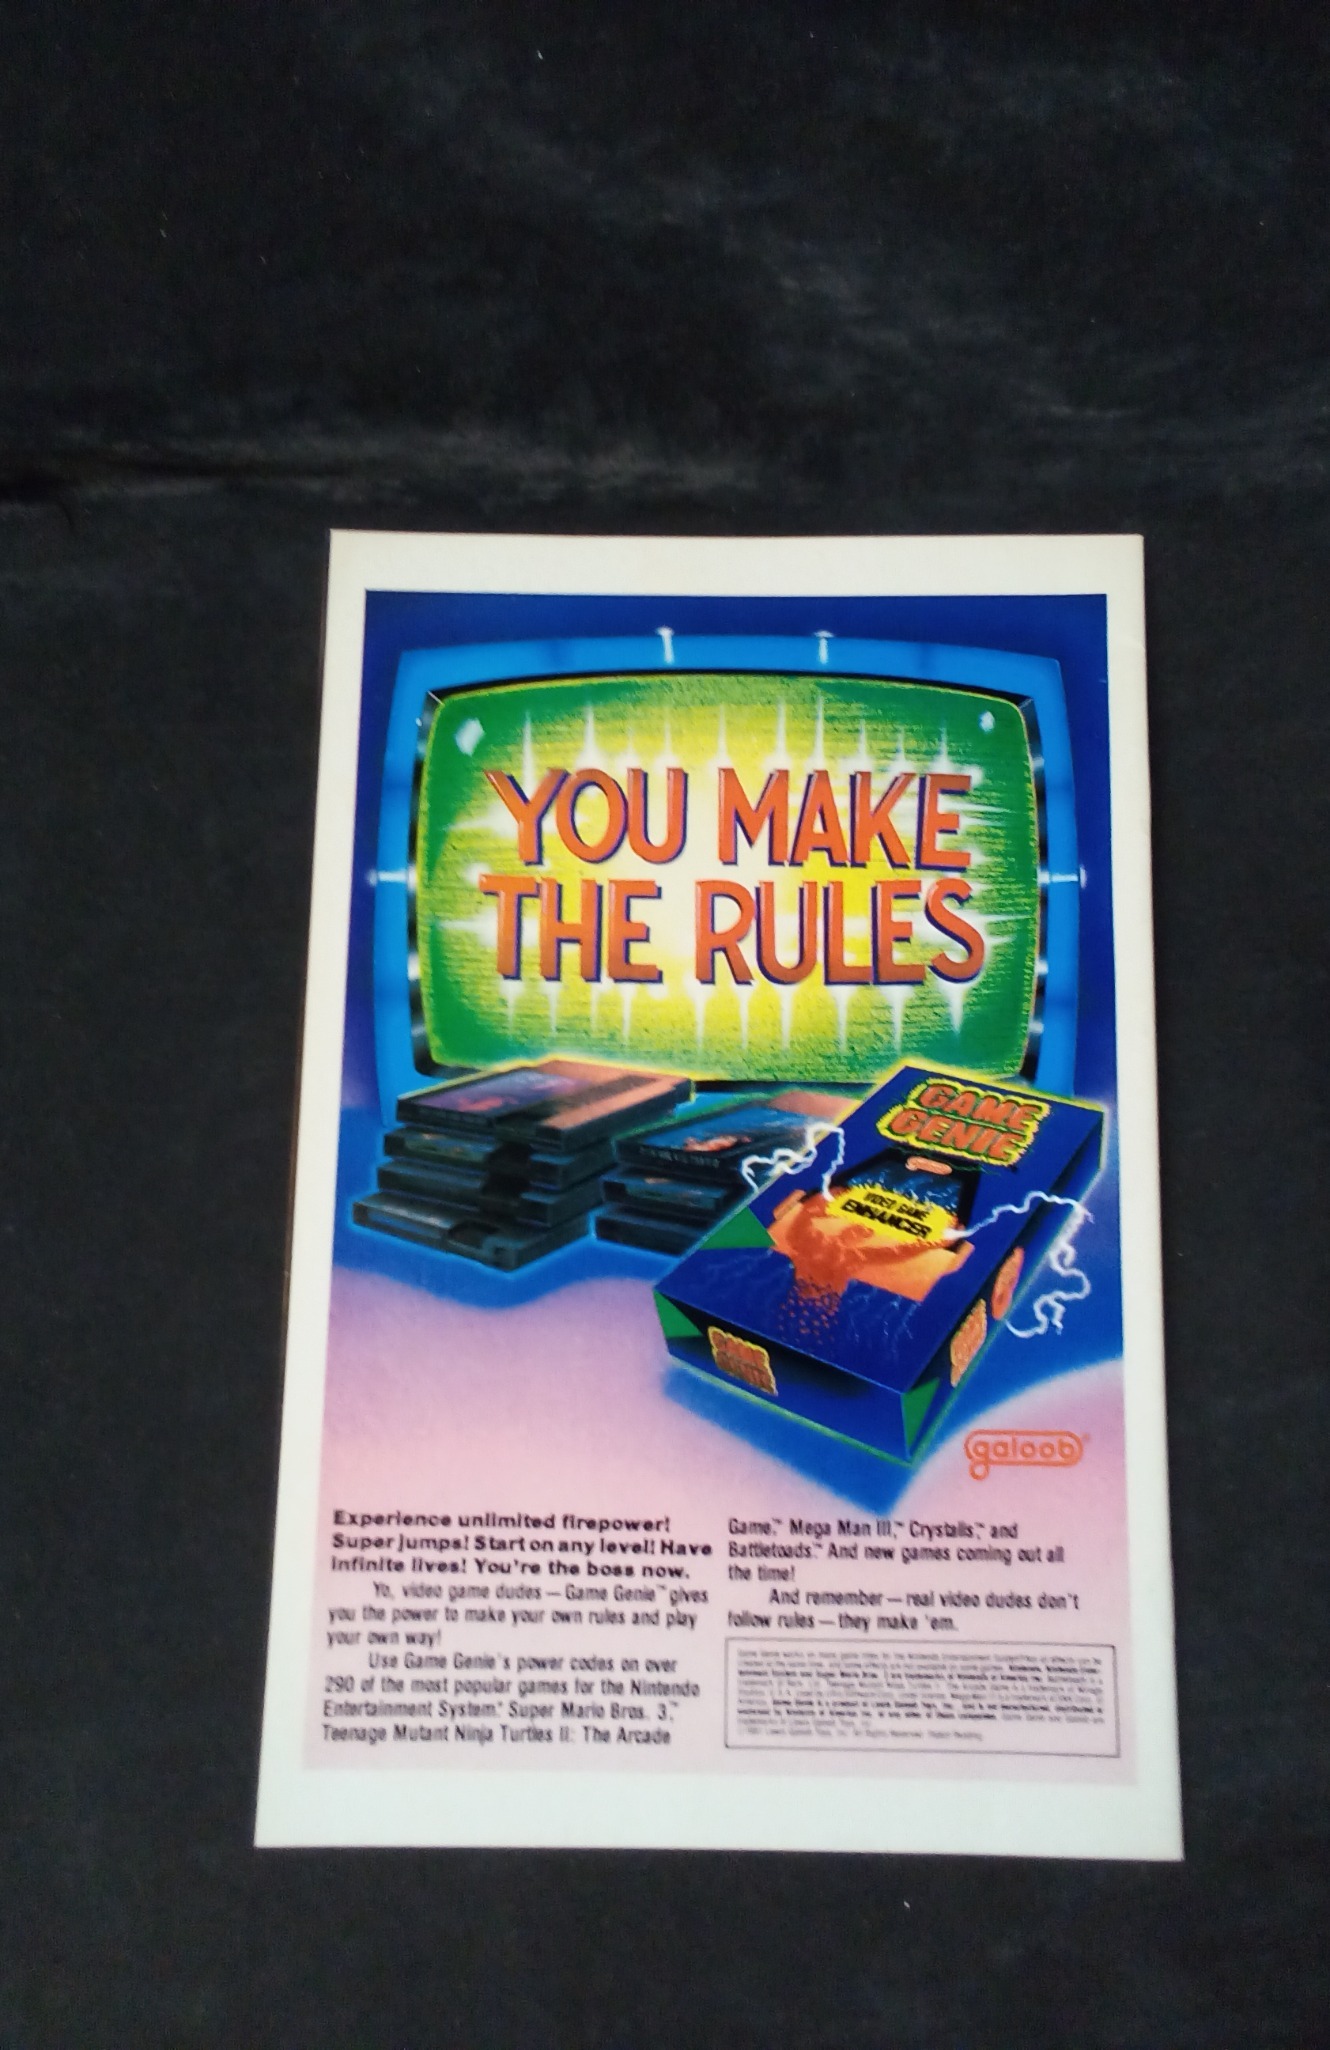 YOU MAKE
THE RULES
GAME
GENIE
VIDEO GAME
ENHANCER
GAME
GENIE
galoob®
Experience unlimited firepower!
Super jumps! Start on any level! Have
infinite lives! You're the boss now.
Yo, video game dudes — Game Genie™ gives
you the power to make your own rules and play
your own way!
Use Game Genie's power codes on over
290 of the most popular games for the Nintendo
Entertainment System.® Super Mario Bros. 3,™
Teenage Mutant Ninja Turtles II: The Arcade
Game,™ Mega Man III,™ Crystalis,™ and
Battletoads.™ And new games coming out all
the time!
And remember — real video dudes don't
follow rules — they make 'em.